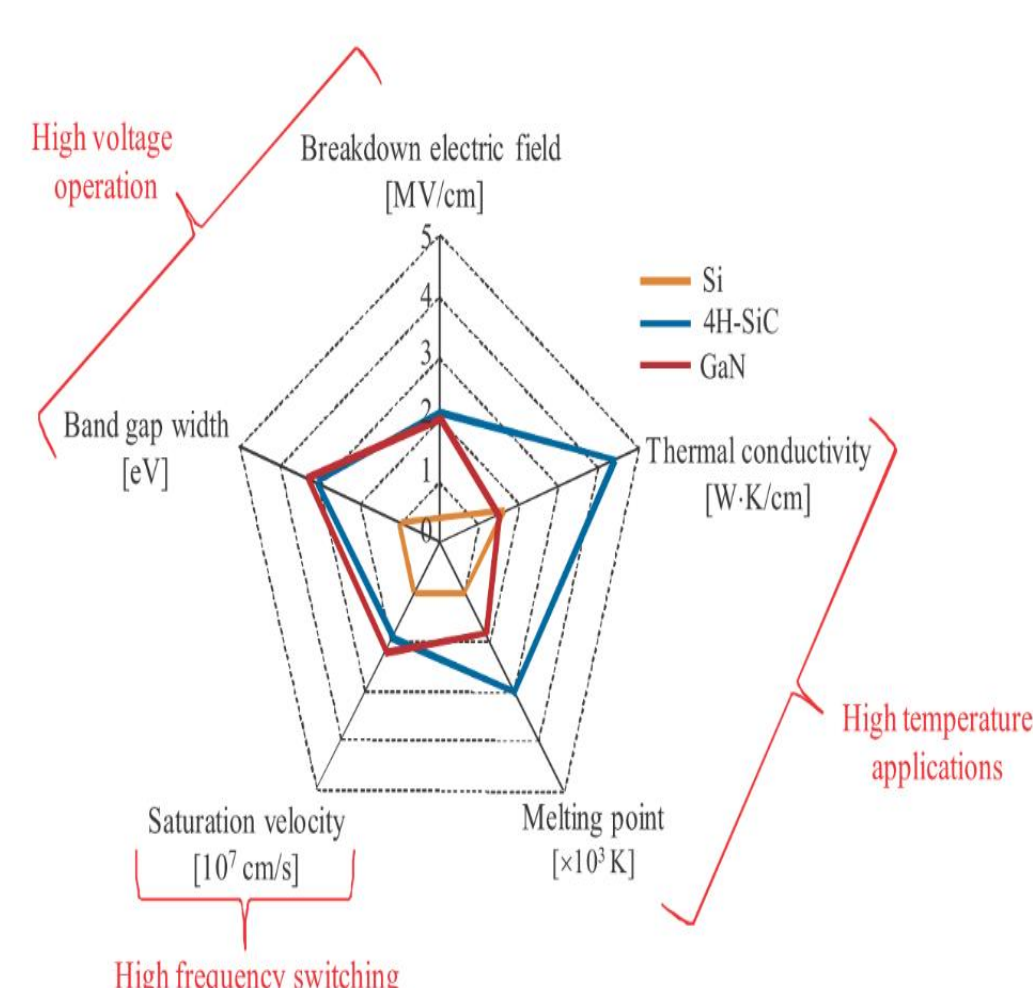 High voltage
operation
Breakdown electric field
[MV/cm]
5
4
3
2
1
0
Si
4H-SiC
GaN
Band gap width
[eV]
Thermal conductivity
[W·K/cm]
High temperature
applications
Saturation velocity
[10⁷ cm/s]
Melting point
[×10³ K]
High frequency switching